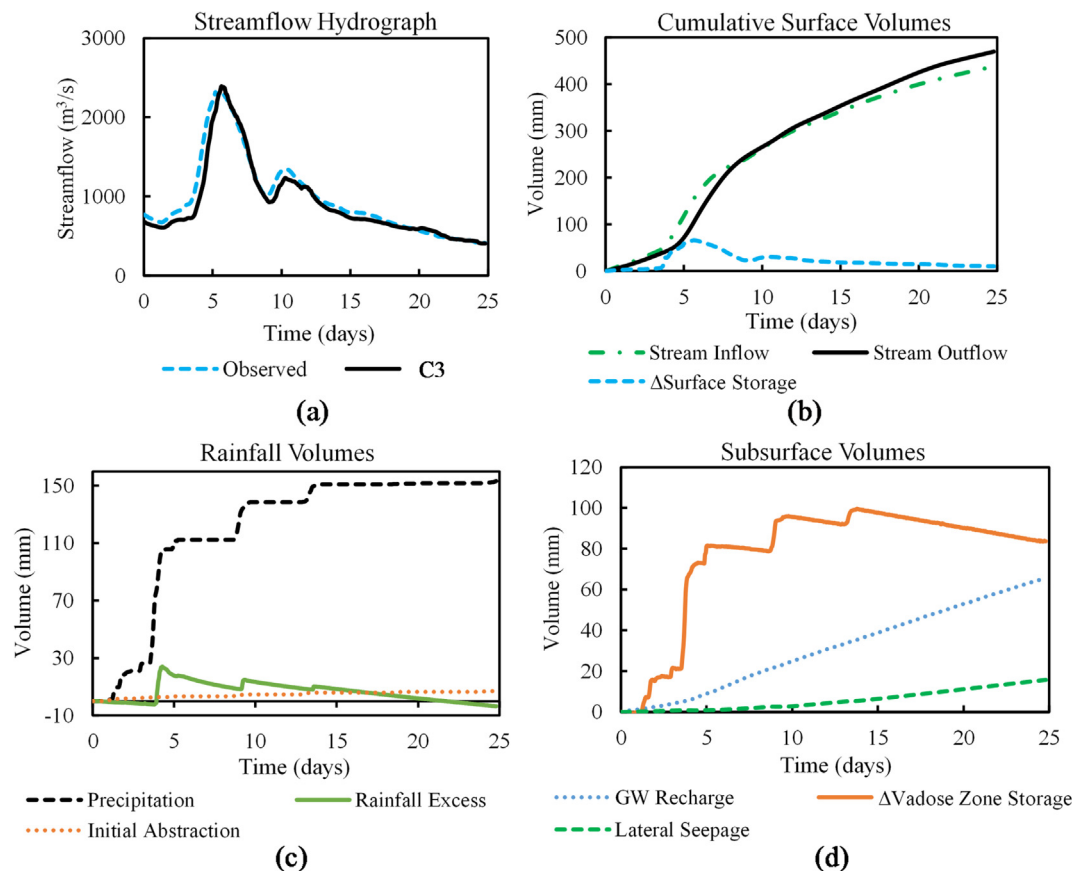 Streamflow Hydrograph
3000
2000
1000
0
Streamflow (m³/s)
0 5 10 15 20 25
Time (days)
Observed C3
(a)
Cumulative Surface Volumes
500
400
300
200
100
0
Volume (mm)
0 5 10 15 20 25
Time (days)
Stream Inflow Stream Outflow
ΔSurface Storage
(b)
Rainfall Volumes
150
110
70
30
-10
Volume (mm)
0 5 10 15 20 25
Time (days)
Precipitation Rainfall Excess
Initial Abstraction
(c)
Subsurface Volumes
120
100
80
60
40
20
0
Volume (mm)
0 5 10 15 20 25
Time (days)
GW Recharge ΔVadose Zone Storage
Lateral Seepage
(d)